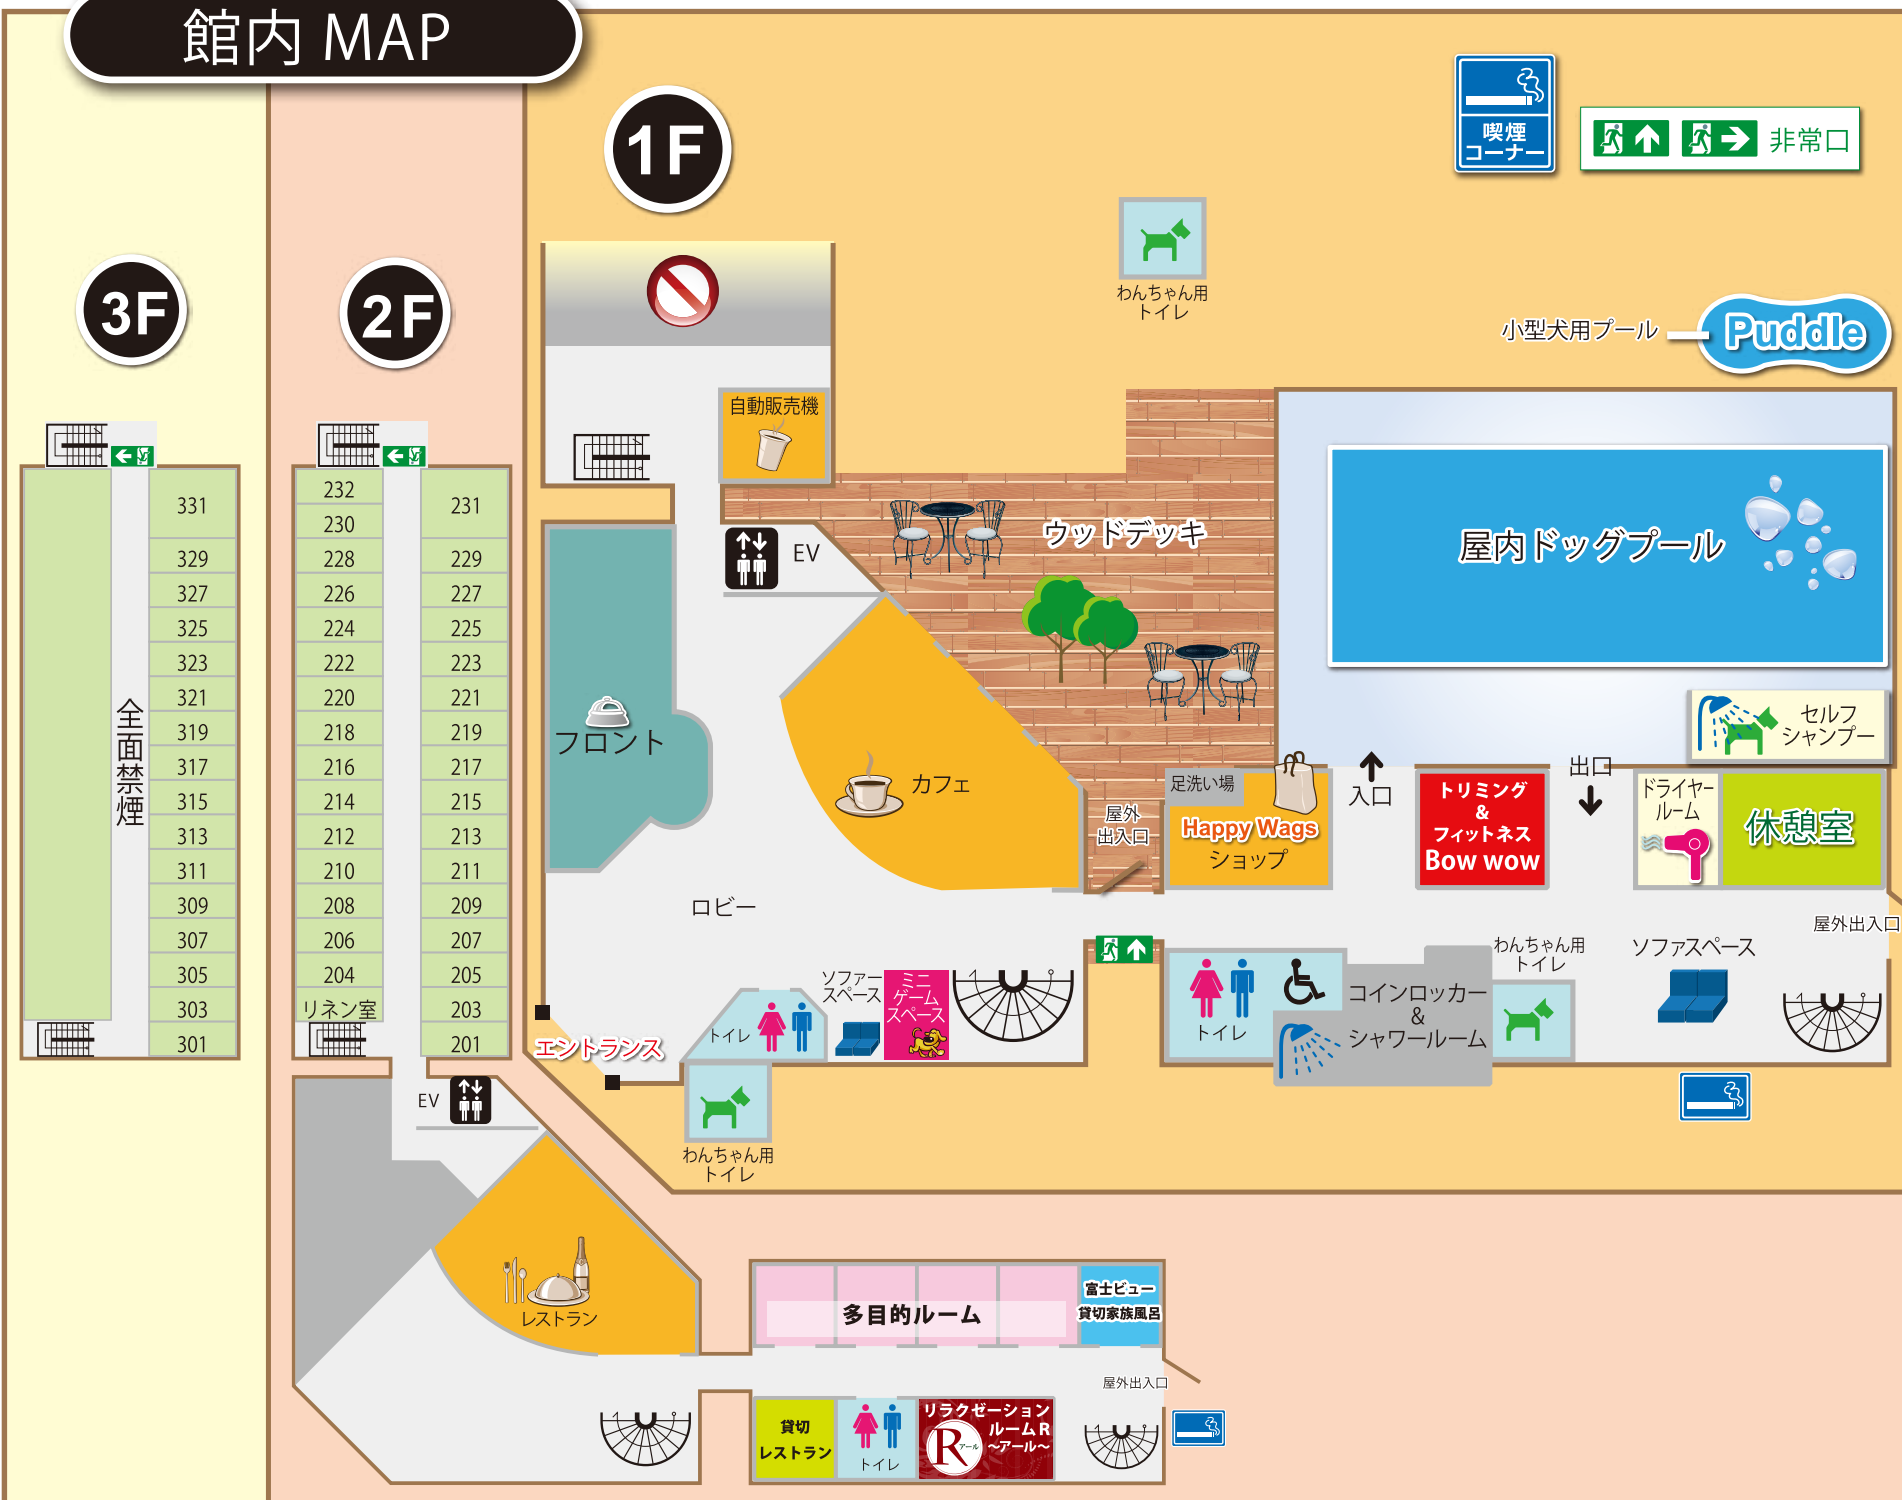 館内 MAP
1F
喫煙
コーナー
非常口
わんちゃん用
トイレ
小型犬用プール
Puddle
3F
2F
自動販売機
EV
ウッドデッキ
屋内ドッグプール
フロント
カフェ
セルフ
シャンプー
足洗い場
Happy Wags
ショップ
屋外
出入口
入口
トリミング
&
フィットネス
Bow wow
出口
ドライヤー
ルーム
休憩室
ロビー
屋外出入口
ソファー
スペース
ミニ
ゲーム
スペース
トイレ
エントランス
わんちゃん用
トイレ
トイレ
コインロッカー
&
シャワールーム
わんちゃん用
トイレ
ソファスペース
331
329
327
325
323
321
319
317
315
313
311
309
307
305
303
301
全面禁煙
232
230
228
226
224
222
220
218
216
214
212
210
208
206
204
リネン室
231
229
227
225
223
221
219
217
215
213
211
209
207
205
203
201
EV
レストラン
多目的ルーム
富士ビュー
貸切家族風呂
屋外出入口
貸切
レストラン
トイレ
リラクゼーション
ルーム R
〜アール〜
R
アール